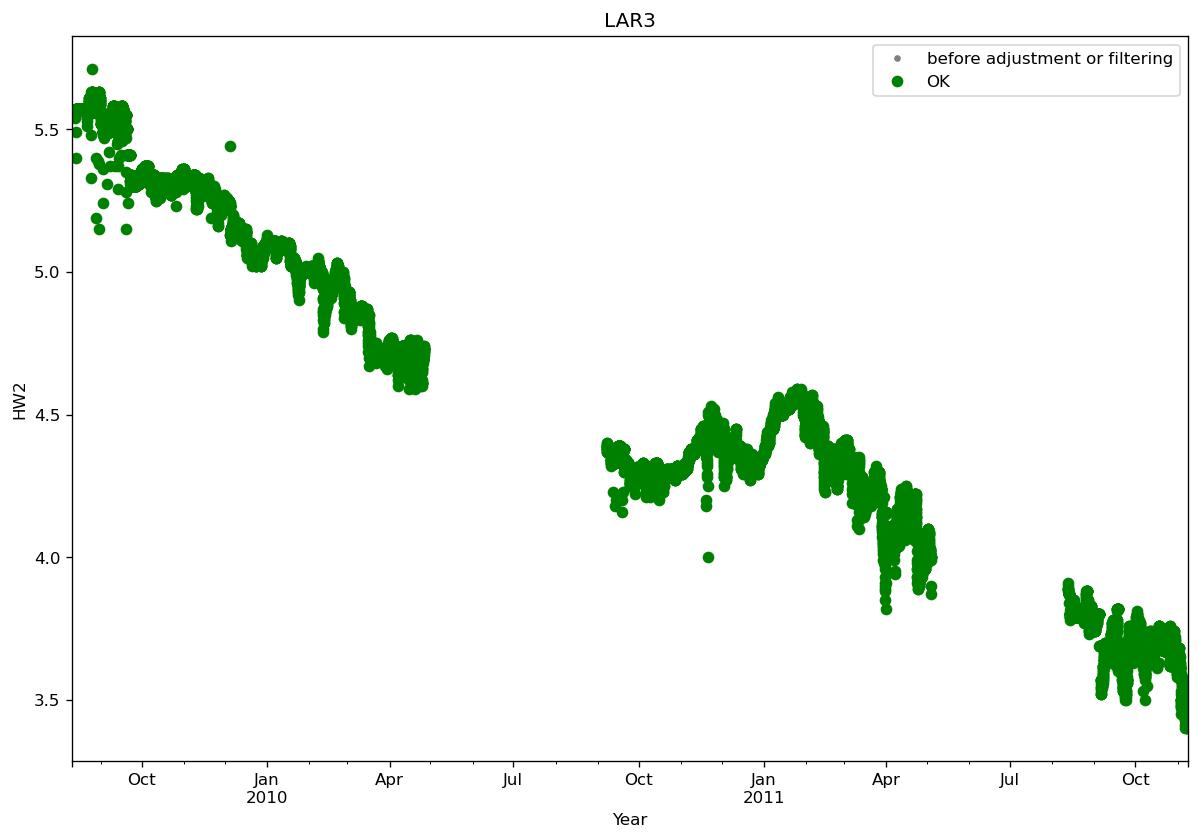 LAR3
before adjustment or filtering
OK
HW2
5.5
5.0
4.5
4.0
3.5
Oct Jan Apr Jul Oct Jan Apr Jul Oct
2010 2011
Year